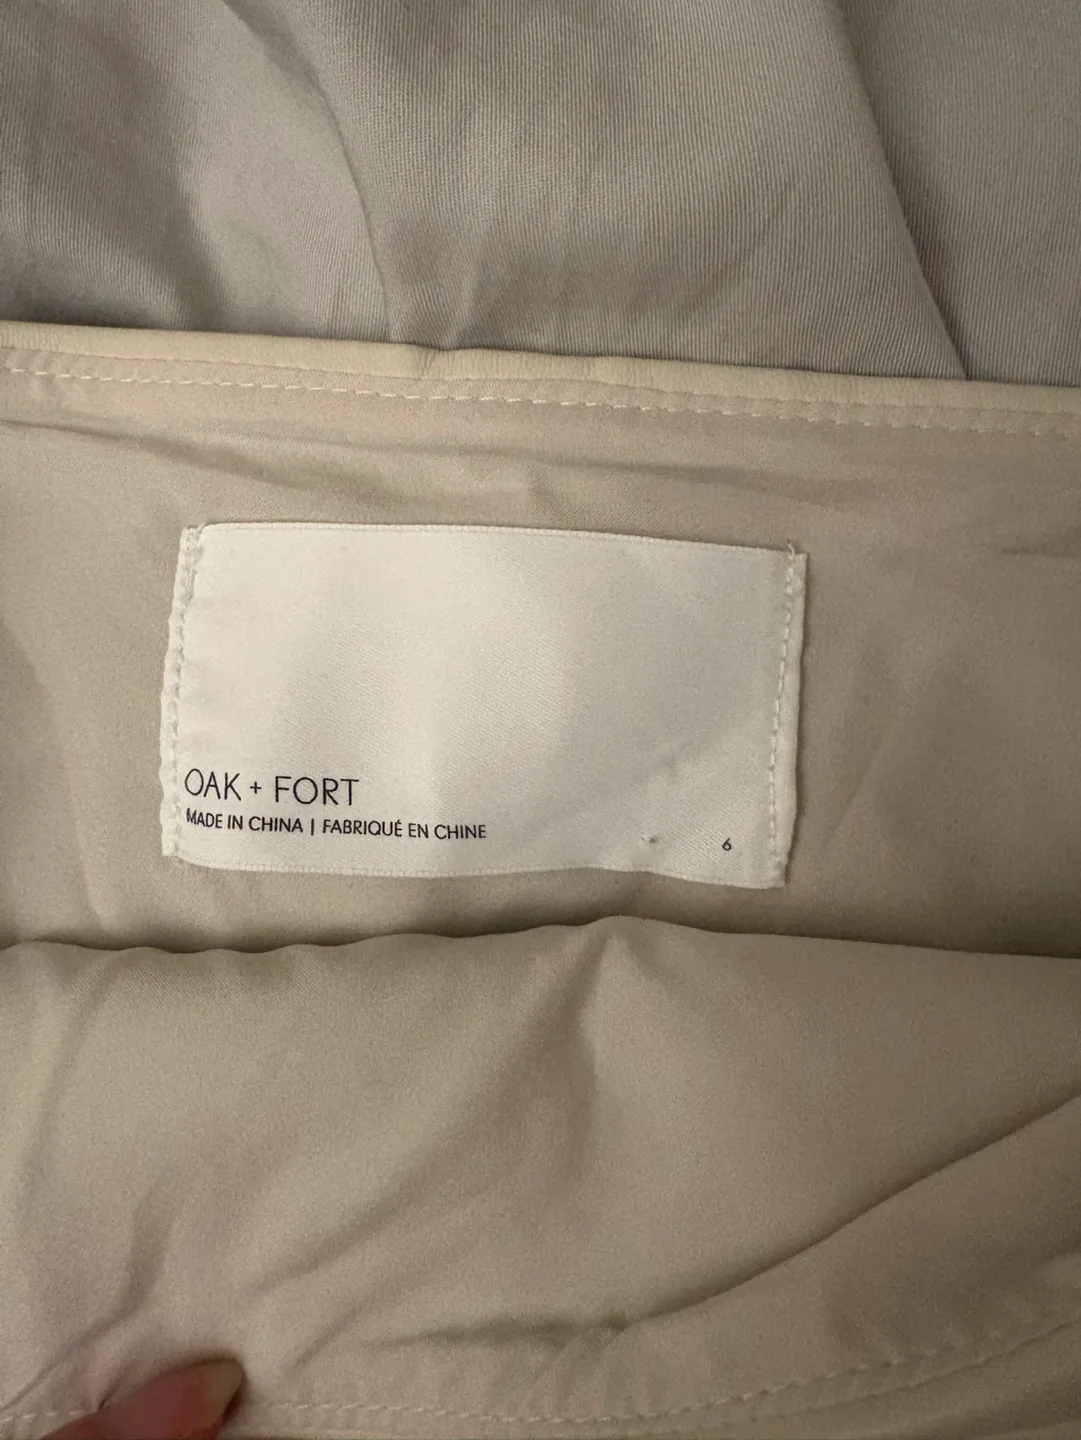 OAK + FORT
MADE IN CHINA | FABRIQUÉ EN CHINE
6